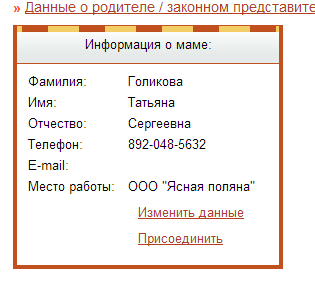 » Данные о родителе / законном представите
Информация о маме:
Фамилия: Голикова
Имя: Татьяна
Отчество: Сергеевна
Телефон: 892-048-5632
E-mail:
Место работы: ООО "Ясная поляна"
Изменить данные
Присоединить